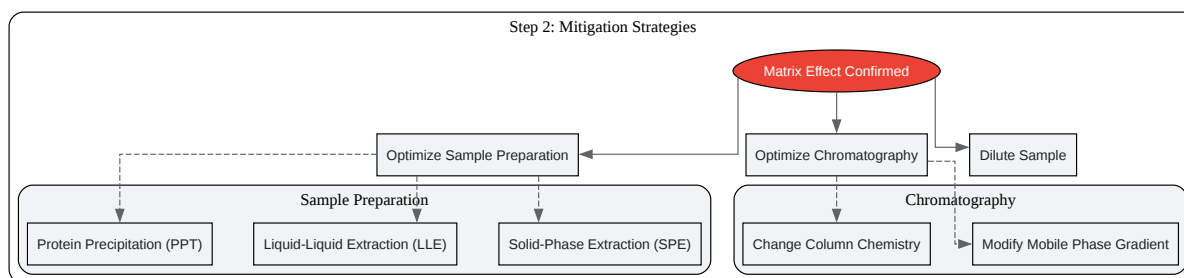 Step 2: Mitigation Strategies
Matrix Effect Confirmed
Optimize Sample Preparation
Optimize Chromatography
Dilute Sample
Sample Preparation
Chromatography
Protein Precipitation (PPT)
Liquid-Liquid Extraction (LLE)
Solid-Phase Extraction (SPE)
Change Column Chemistry
Modify Mobile Phase Gradient